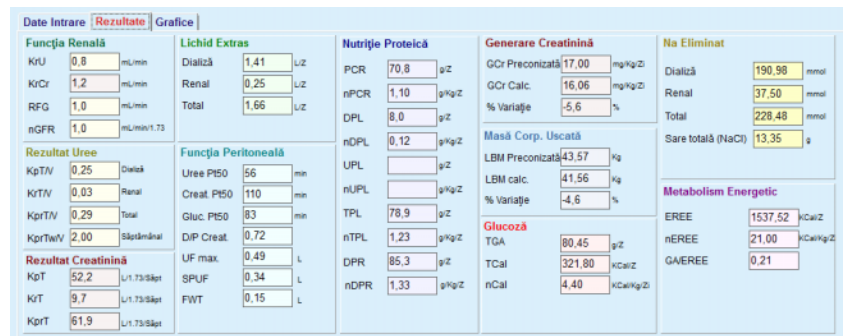 Date Intrare Rezultate Grafice
Funcţia Renală
KrU 0,8 mL/min
KrCr 1,2 mL/min
RFG 1,0 mL/min
nGFR 1,0 mL/min/1.73
Rezultat Uree
KpT/V 0,25 Dializă
KrT/V 0,03 Renal
KprT/V 0,29 Total
KprTw/V 2,00 Săptămânal
Rezultat Creatinină
KpT 52,2 L/1.73/Săpt
KrT 9,7 L/1.73/Săpt
KprT 61,9 L/1.73/Săpt
Lichid Extras
Dializă 1,41 L/Z
Renal 0,25 L/Z
Total 1,66 L/Z
Funcţia Peritoneală
Uree Pt50 56 min
Creat. Pt50 110 min
Gluc. Pt50 83 min
D/P Creat. 0,72
UF max. 0,49 L
SPUF 0,34 L
FWT 0,15 L
Nutriţie Proteică
PCR 70,8 g/Z
nPCR 1,10 g/Kg/Z
DPL 8,0 g/Z
nDPL 0,12 g/Kg/Z
UPL g/Z
nUPL g/Kg/Z
TPL 78,9 g/Z
nTPL 1,23 g/Kg/Z
DPR 85,3 g/Z
nDPR 1,33 g/Kg/Z
Generare Creatinină
GCr Preconizată 17,00 mg/Kg/Zi
GCr Calc. 16,06 mg/Kg/Zi
% Variaţie -5,6 %
Masă Corp. Uscată
LBM Preconizată 43,57 Kg
LBM calc. 41,56 Kg
% Variaţie -4,6 %
Glucoză
TGA 80,45 g/Z
TCal 321,80 KCal/Z
nCal 4,40 KCal/Kg/Zi
Na Eliminat
Dializă 190,98 mmol
Renal 37,50 mmol
Total 228,48 mmol
Sare totală (NaCl) 13,35 g
Metabolism Energetic
EREE 1537,52 KCal/Z
nEREE 21,00 KCal/Kg/Z
GA/EREE 0,21